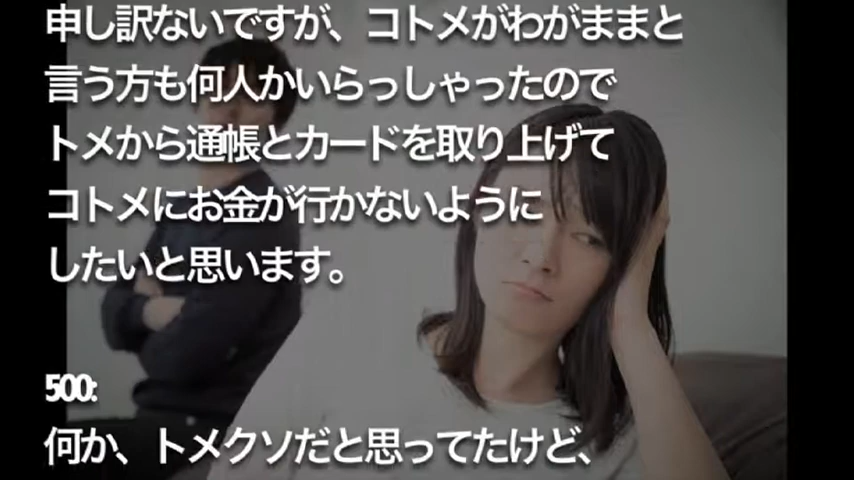 申し訳ないですが、コトメがわがままと
言う方も何人かいらっしゃったので
トメから通帳とカードを取り上げて
コトメにお金が行かないように
したいと思います。
500:
何か、トメクソだと思ってたけど、